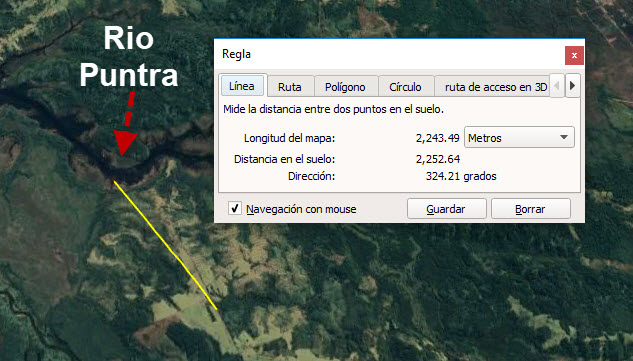 Rio
Puntra
Regla
x
Línea
Ruta
Polígono
Círculo
ruta de acceso en 3D
Mide la distancia entre dos puntos en el suelo.
Longitud del mapa: 2,243.49 Metros
Distancia en el suelo: 2,252.64
Dirección: 324.21 grados
Navegación con mouse
Guardar
Borrar